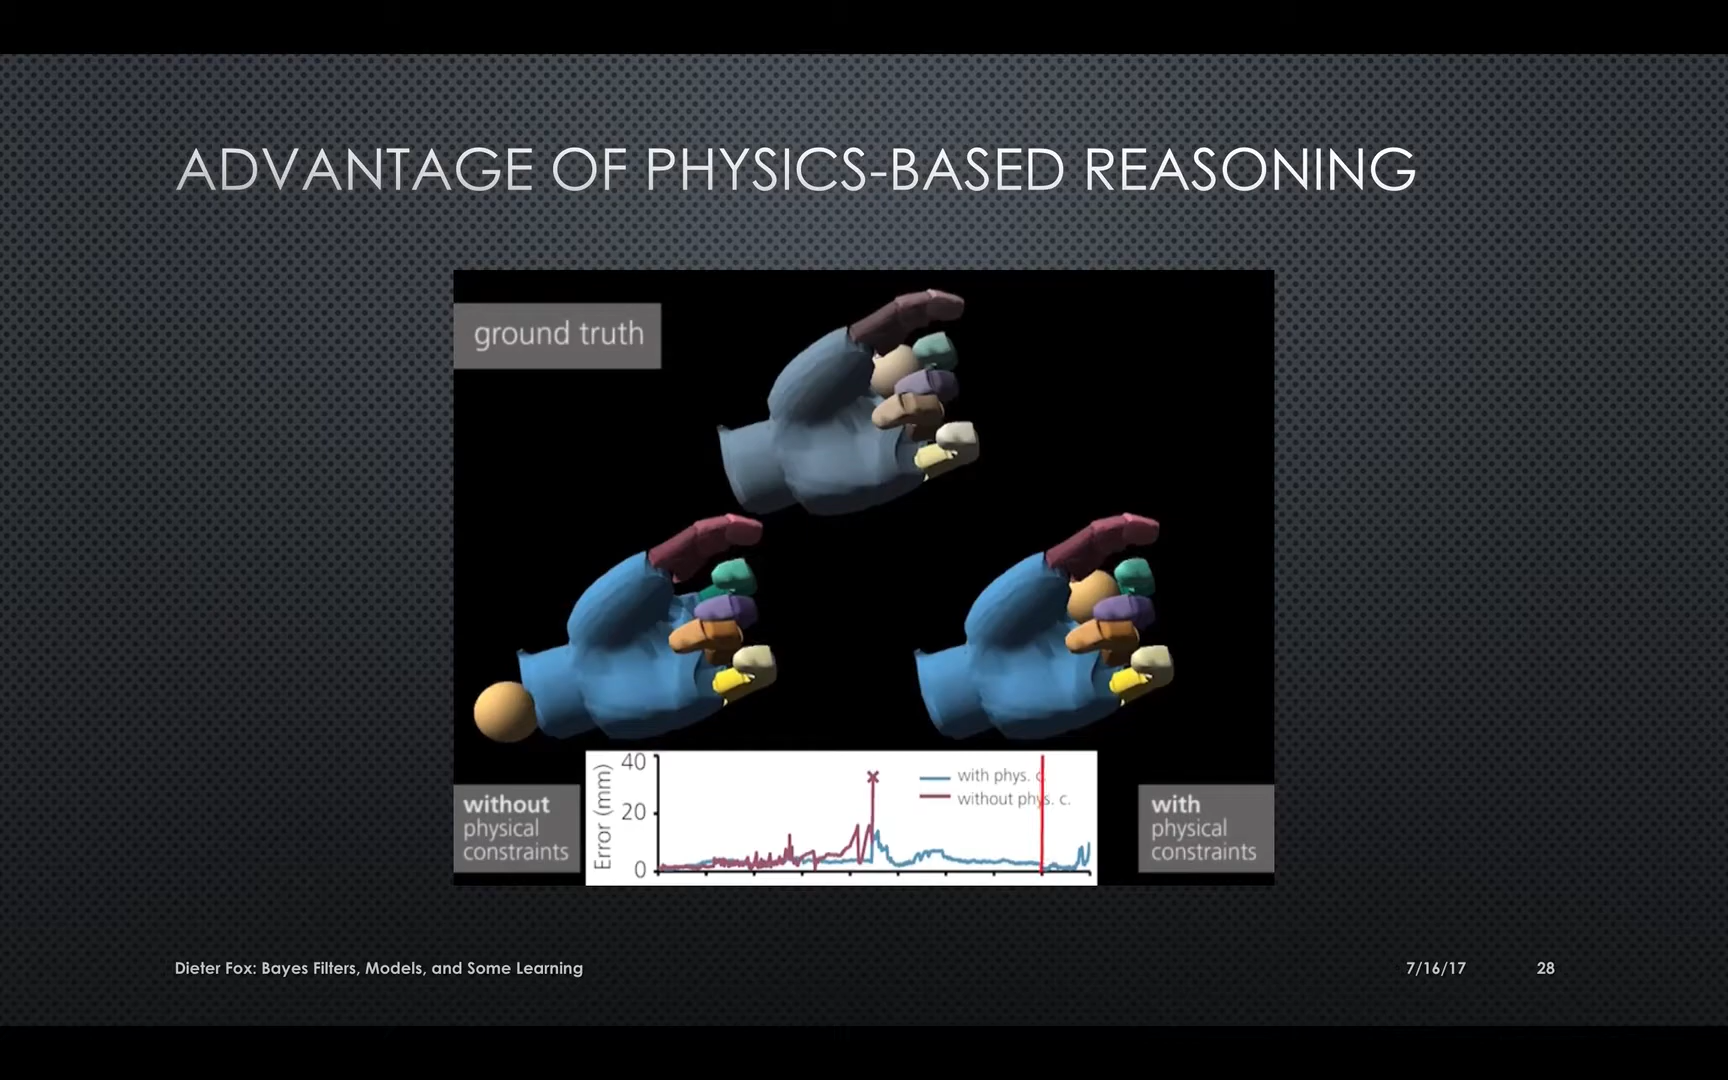 ADVANTAGE OF PHYSICS-BASED REASONING
ground truth
without
physical
constraints
Error (mm)
40
20
0
with phys. c.
without phys. c.
with
physical
constraints
Dieter Fox: Bayes Filters, Models, and Some Learning
7/16/17
28